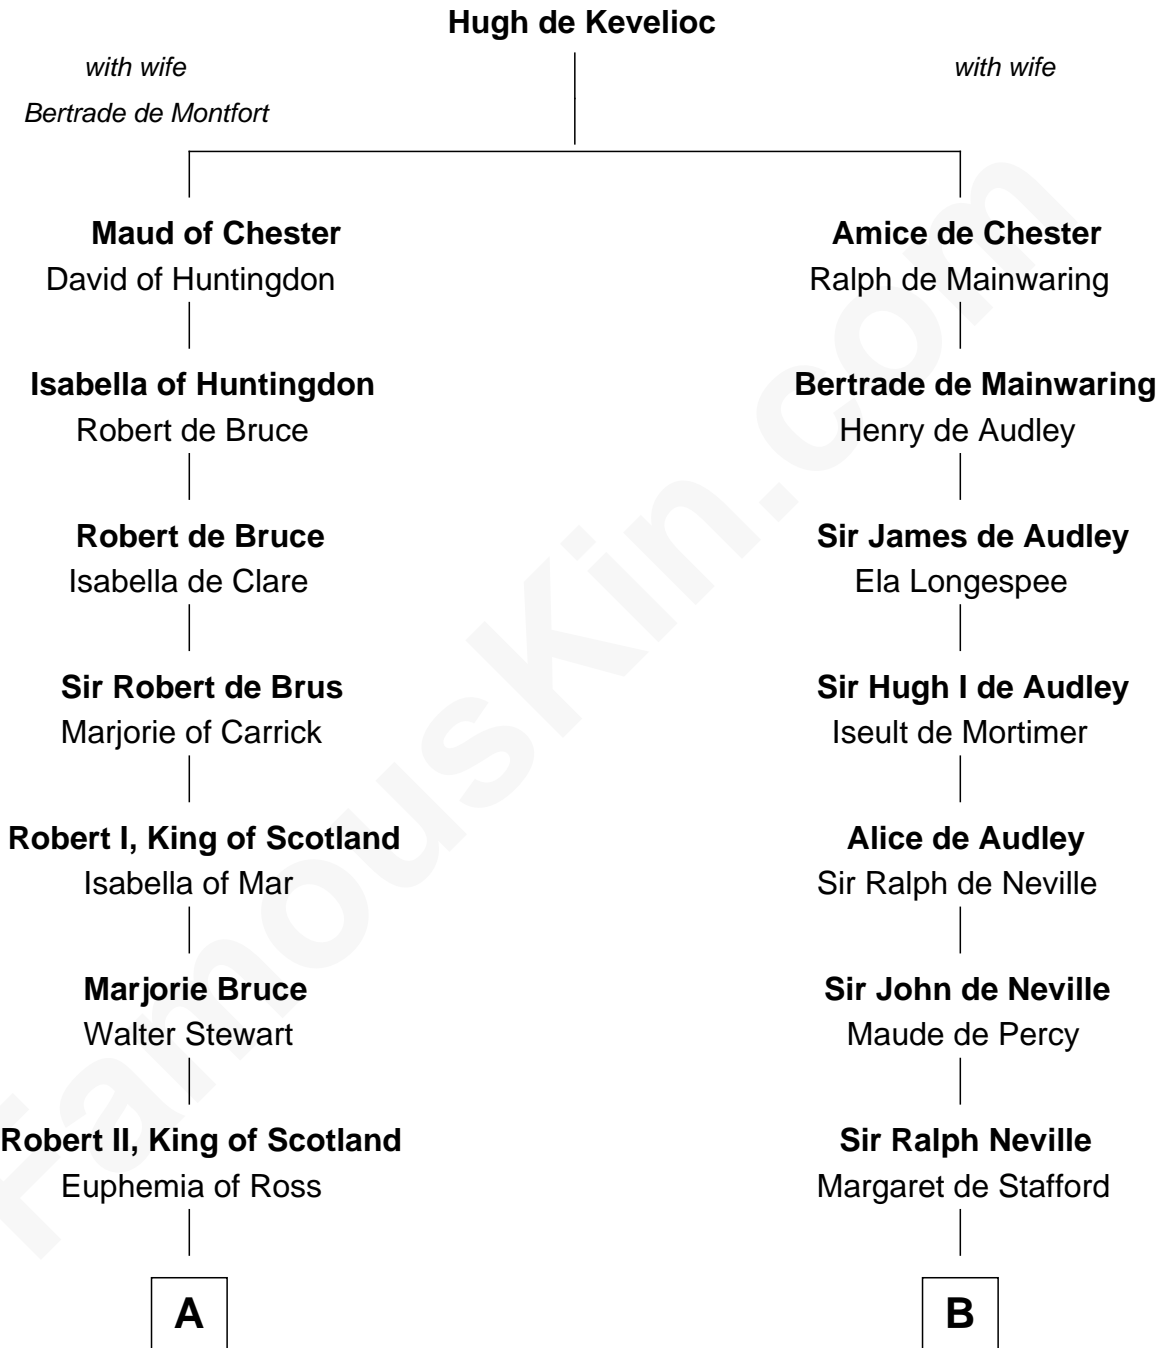 Hugh de Kevelioc
with wife
Bertrade de Montfort
with wife
Maud of Chester
David of Huntingdon
Amice de Chester
Ralph de Mainwaring
Isabella of Huntingdon
Robert de Bruce
Bertrade de Mainwaring
Henry de Audley
Robert de Bruce
Isabella de Clare
Sir James de Audley
Ela Longespee
Sir Robert de Brus
Marjorie of Carrick
Sir Hugh I de Audley
Iseult de Mortimer
Robert I, King of Scotland
Isabella of Mar
Alice de Audley
Sir Ralph de Neville
Marjorie Bruce
Walter Stewart
Sir John de Neville
Maude de Percy
Robert II, King of Scotland
Euphemia of Ross
Sir Ralph Neville
Margaret de Stafford
A
B
FamousKin.com